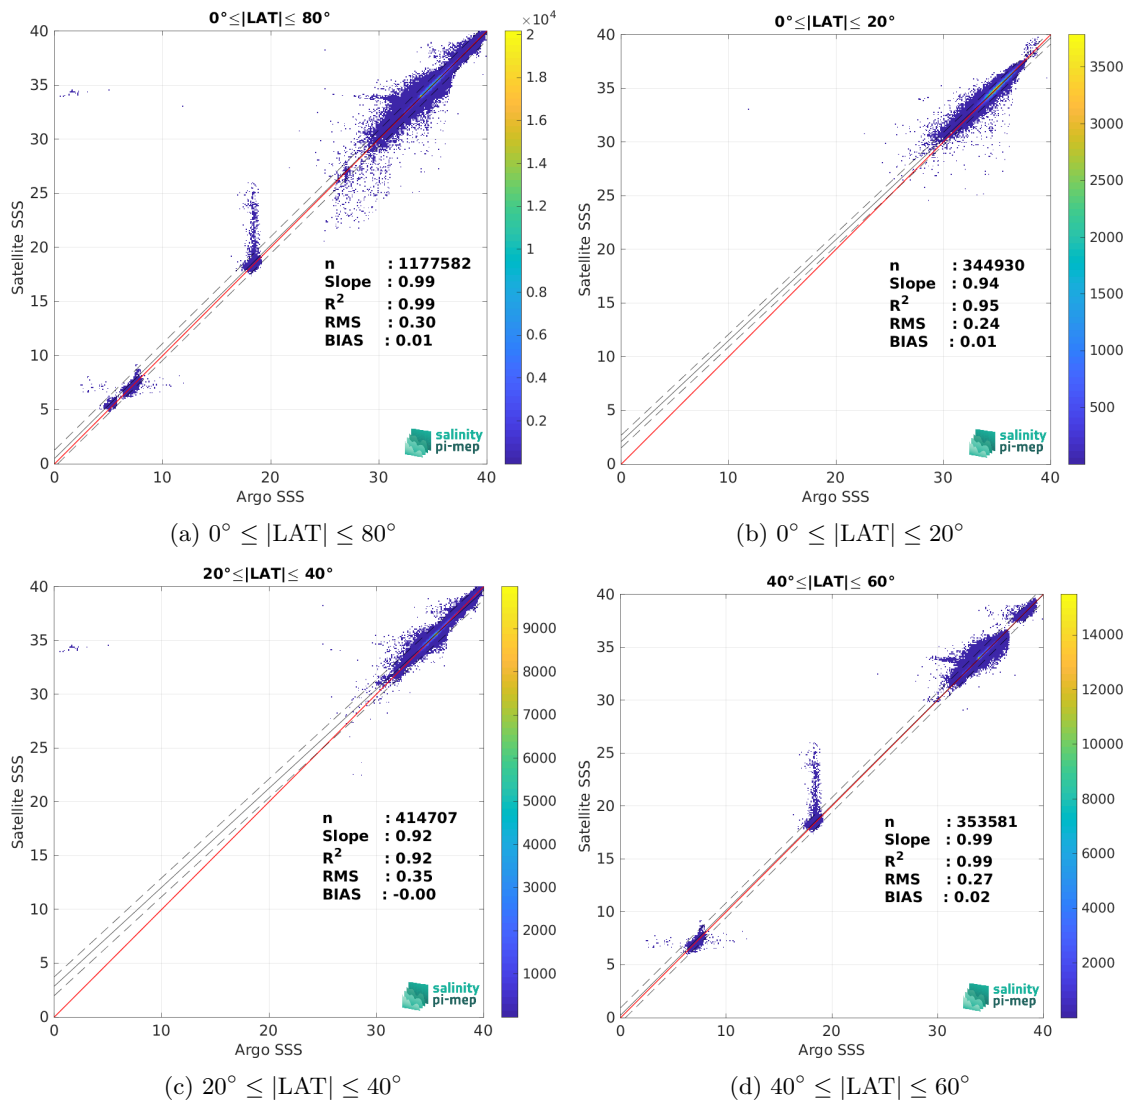 0°≤|LAT|≤ 80°
×10⁴
40
35
30
25
20
15
10
5
0
0
10
20
30
40
Satellite SSS
Argo SSS
n : 1177582
Slope : 0.99
R² : 0.99
RMS : 0.30
BIAS : 0.01
salinity
pi-mep
2
1.8
1.6
1.4
1.2
1
0.8
0.6
0.4
0.2
(a) 0° ≤ |LAT| ≤ 80°
0°≤|LAT|≤ 20°
40
35
30
25
20
15
10
5
0
0
10
20
30
40
Satellite SSS
Argo SSS
n : 344930
Slope : 0.94
R² : 0.95
RMS : 0.24
BIAS : 0.01
salinity
pi-mep
3500
3000
2500
2000
1500
1000
500
(b) 0° ≤ |LAT| ≤ 20°
20°≤|LAT|≤ 40°
40
35
30
25
20
15
10
5
0
0
10
20
30
40
Satellite SSS
Argo SSS
n : 414707
Slope : 0.92
R² : 0.92
RMS : 0.35
BIAS : -0.00
salinity
pi-mep
9000
8000
7000
6000
5000
4000
3000
2000
1000
(c) 20° ≤ |LAT| ≤ 40°
40°≤|LAT|≤ 60°
40
35
30
25
20
15
10
5
0
0
10
20
30
40
Satellite SSS
Argo SSS
n : 353581
Slope : 0.99
R² : 0.99
RMS : 0.27
BIAS : 0.02
salinity
pi-mep
14000
12000
10000
8000
6000
4000
2000
(d) 40° ≤ |LAT| ≤ 60°